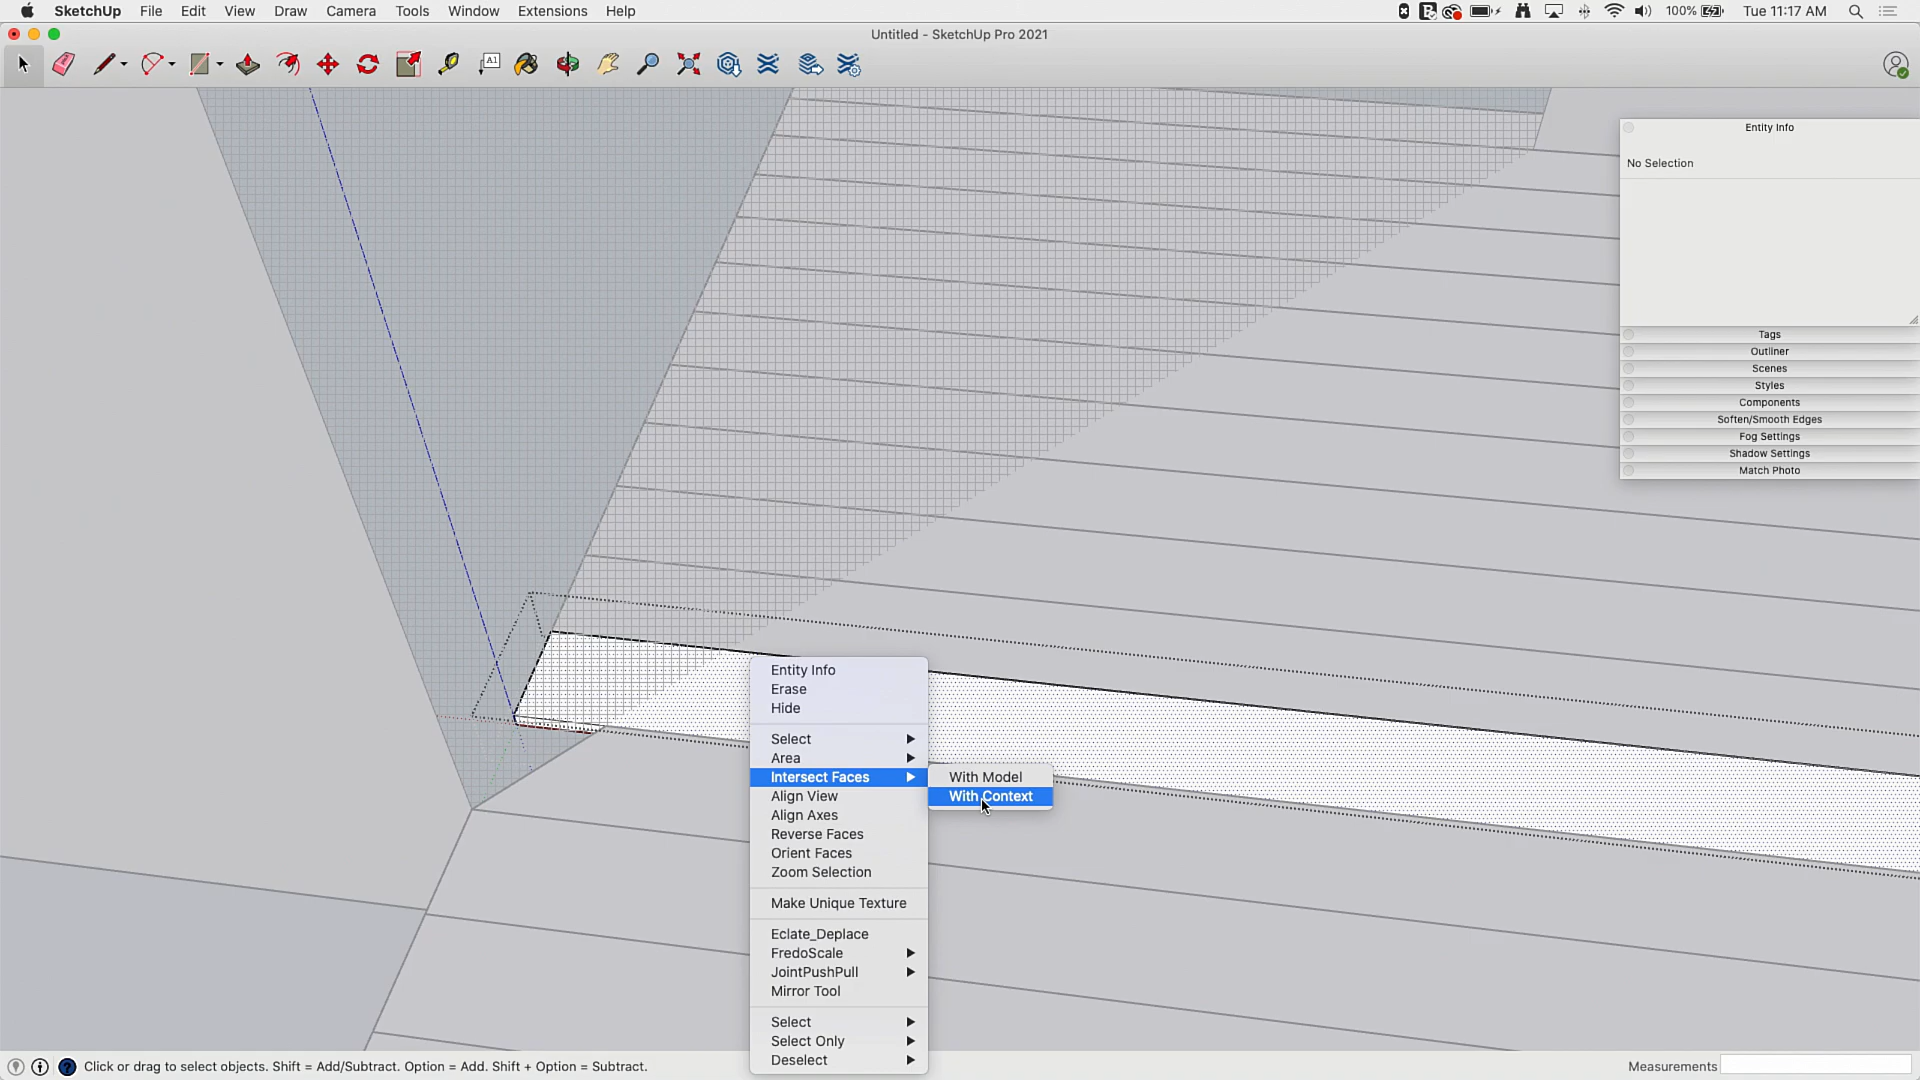 SketchUp File Edit View Draw Camera Tools Window Extensions Help 100% Tue 11:17 AM
Untitled - SketchUp Pro 2021
A1
Entity Info
No Selection
Tags
Outliner
Scenes
Styles
Components
Soften/Smooth Edges
Fog Settings
Shadow Settings
Match Photo
Entity Info
Erase
Hide
Select
Area
Intersect Faces
With Model
With Context
Align View
Align Axes
Reverse Faces
Orient Faces
Zoom Selection
Make Unique Texture
Eclate_Deplace
FredoScale
JointPushPull
Mirror Tool
Select
Select Only
Deselect
Click or drag to select objects. Shift = Add/Subtract. Option = Add. Shift + Option = Subtract.
Measurements